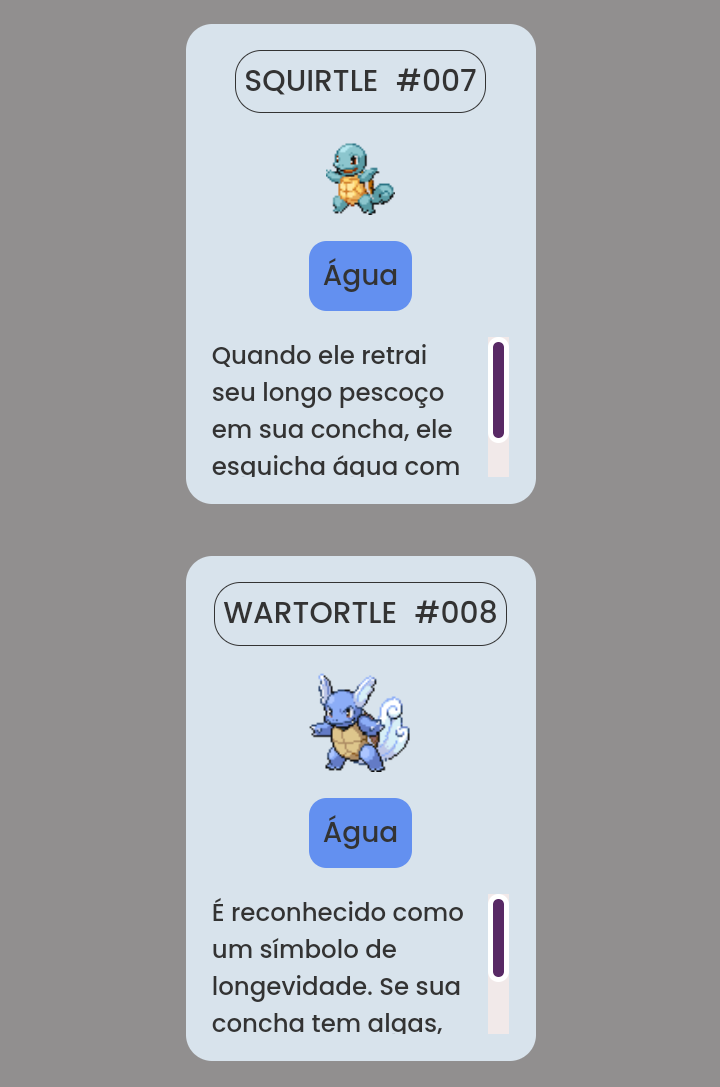 SQUIRTLE #007
Água
Quando ele retrai
seu longo pescoço
em sua concha, ele
esguicha água com
WARTORTLE #008
Água
É reconhecido como
um símbolo de
longevidade. Se sua
concha tem algas,